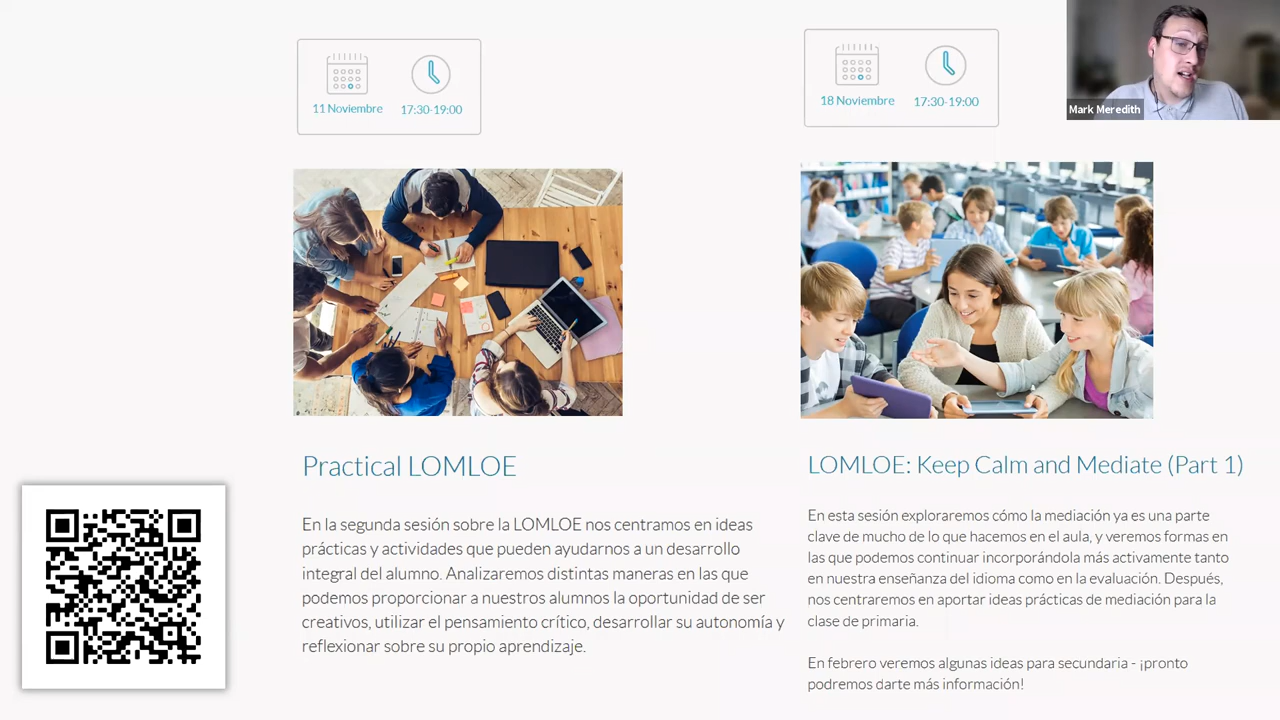 11 Noviembre
17:30-19:00
Practical LOMLOE
En la segunda sesión sobre la LOMLOE nos centramos en ideas
prácticas y actividades que pueden ayudarnos a un desarrollo
integral del alumno. Analizaremos distintas maneras en las que
podemos proporcionar a nuestros alumnos la oportunidad de ser
creativos, utilizar el pensamiento crítico, desarrollar su autonomía y
reflexionar sobre su propio aprendizaje.
18 Noviembre
17:30-19:00
LOMLOE: Keep Calm and Mediate (Part 1)
En esta sesión exploraremos cómo la mediación ya es una parte
clave de mucho de lo que hacemos en el aula, y veremos formas en
las que podemos continuar incorporándola más activamente tanto
en nuestra enseñanza del idioma como en la evaluación. Después,
nos centraremos en aportar ideas prácticas de mediación para la
clase de primaria.
En febrero veremos algunas ideas para secundaria - ¡pronto
podremos darte más información!
Mark Meredith